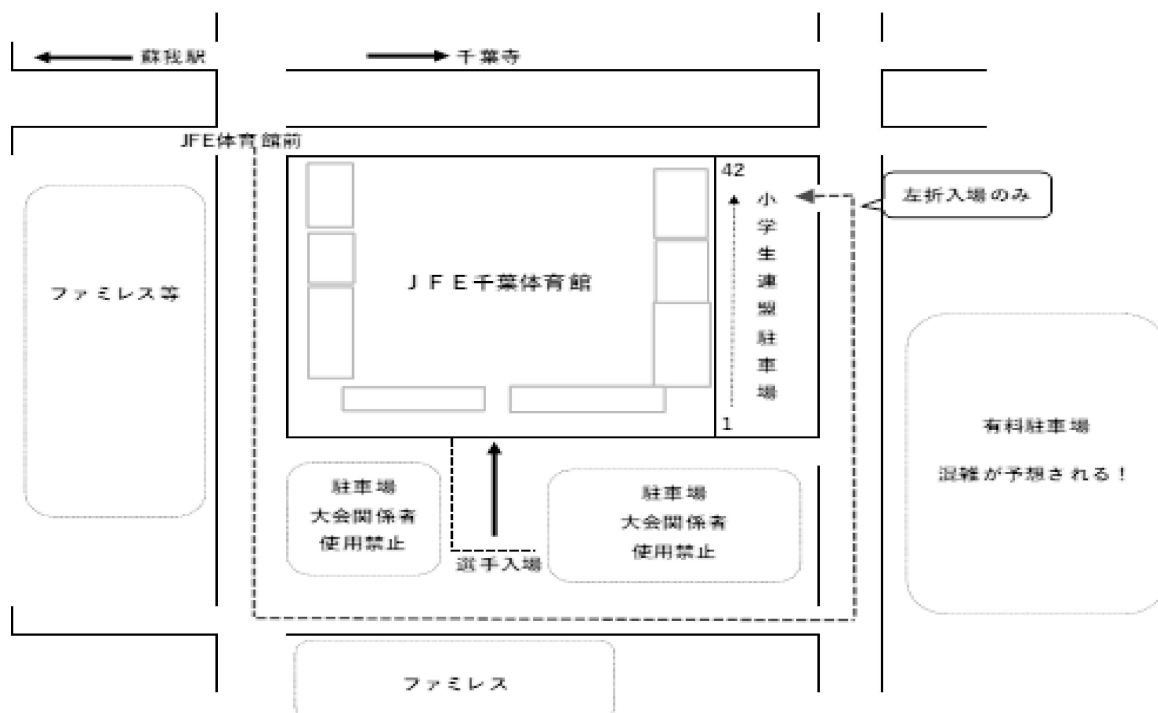 蘇我駅
千葉寺
JFE体育館前
42
左折入場のみ
小学生連盟駐車場
ＪＦＥ千葉体育館
ファミレス等
1
有料駐車場
混雑が予想される！
駐車場
大会関係者
使用禁止
駐車場
大会関係者
使用禁止
選手入場
ファミレス